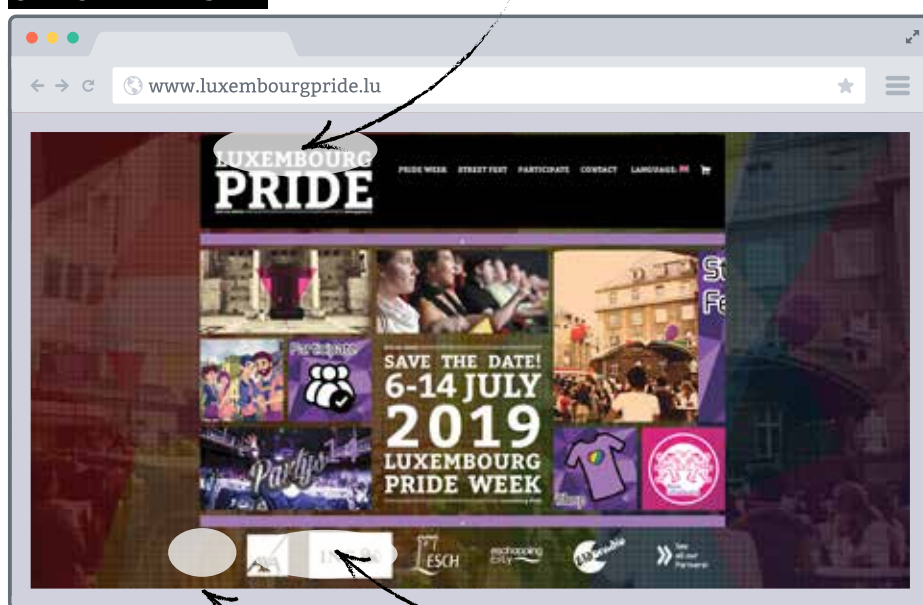 www.luxembourgpride.lu
LUXEMBOURG
PRIDE
PRIDE WEEK STREET FEST PARTICIPATE CONTACT LANGUAGE:
Participate
SAVE THE DATE!
6-14 JULY
2019
LUXEMBOURG
PRIDE WEEK
Partys
Shop
ESCH
eschopping
City
See
all our
Partners!